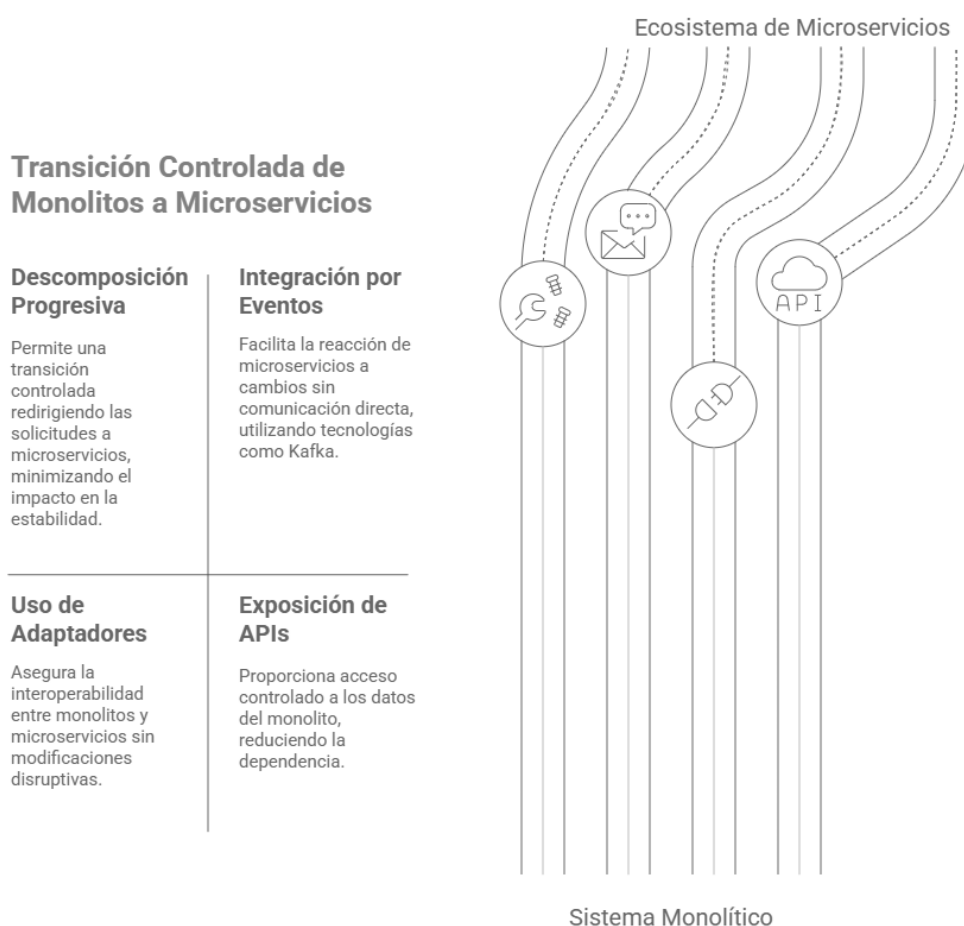 Ecosistema de Microservicios
Transición Controlada de
Monolitos a Microservicios
Descomposición
Progresiva
Permite una
transición
controlada
redirigiendo las
solicitudes a
microservicios,
minimizando el
impacto en la
estabilidad.
Integración por
Eventos
Facilita la reacción de
microservicios a
cambios sin
comunicación directa,
utilizando tecnologías
como Kafka.
Uso de
Adaptadores
Asegura la
interoperabilidad
entre monolitos y
microservicios sin
modificaciones
disruptivas.
Exposición de
APIs
Proporciona acceso
controlado a los datos
del monolito,
reduciendo la
dependencia.
API
Sistema Monolítico